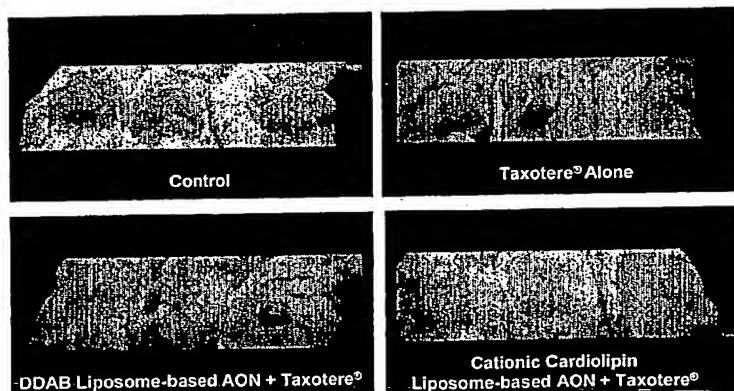 Control
Taxotere® Alone
DDAB Liposome-based AON + Taxotere®
Cationic Cardiolipin
Liposome-based AON + Taxotere®